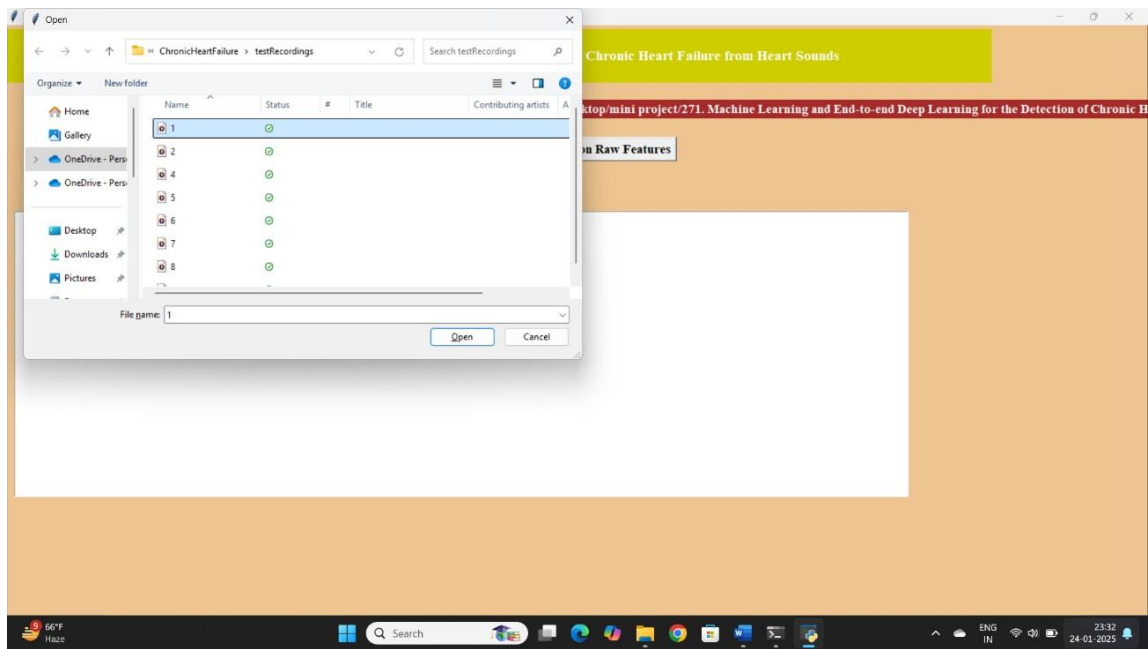 Open
« ChronicHeartFailure > testRecordings
Search testRecordings
Chronic Heart Failure from Heart Sounds
Organize
New folder
Name Status # Title Contributing artists A
Home
Gallery
OneDrive - Pers
OneDrive - Pers
Desktop
Downloads
Pictures
1
2
4
5
6
7
8
ktop/mini project/271. Machine Learning and End-to-end Deep Learning for the Detection of Chronic H
on Raw Features
File name: 1
Open Cancel
9
66°F
Haze
Search
ENG
IN
23:32
24-01-2025